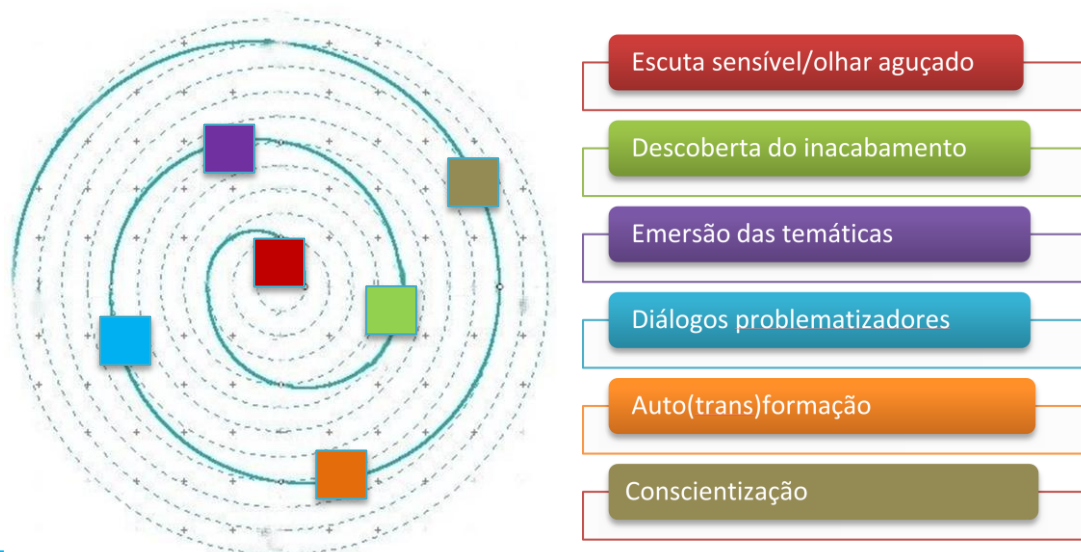 Escuta sensível/olhar aguçado
Descoberta do inacabamento
Emersão das temáticas
Diálogos problematizadores
Auto(trans)formação
Conscientização